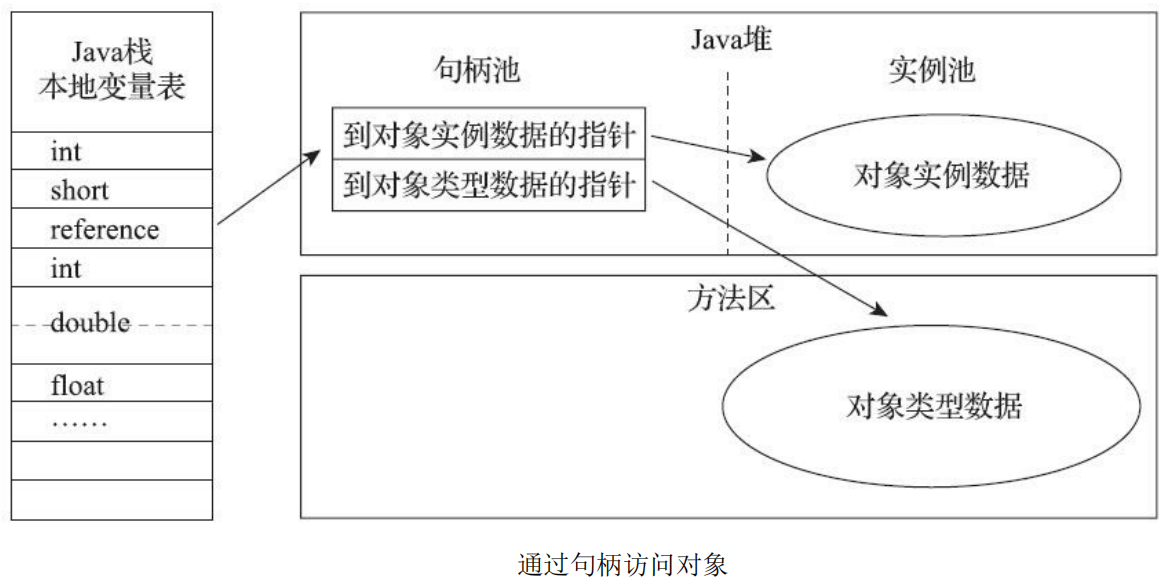 Java栈
本地变量表
int
short
reference
int
double
float
……
Java堆
句柄池
实例池
到对象实例数据的指针
到对象类型数据的指针
对象实例数据
方法区
对象类型数据
通过句柄访问对象